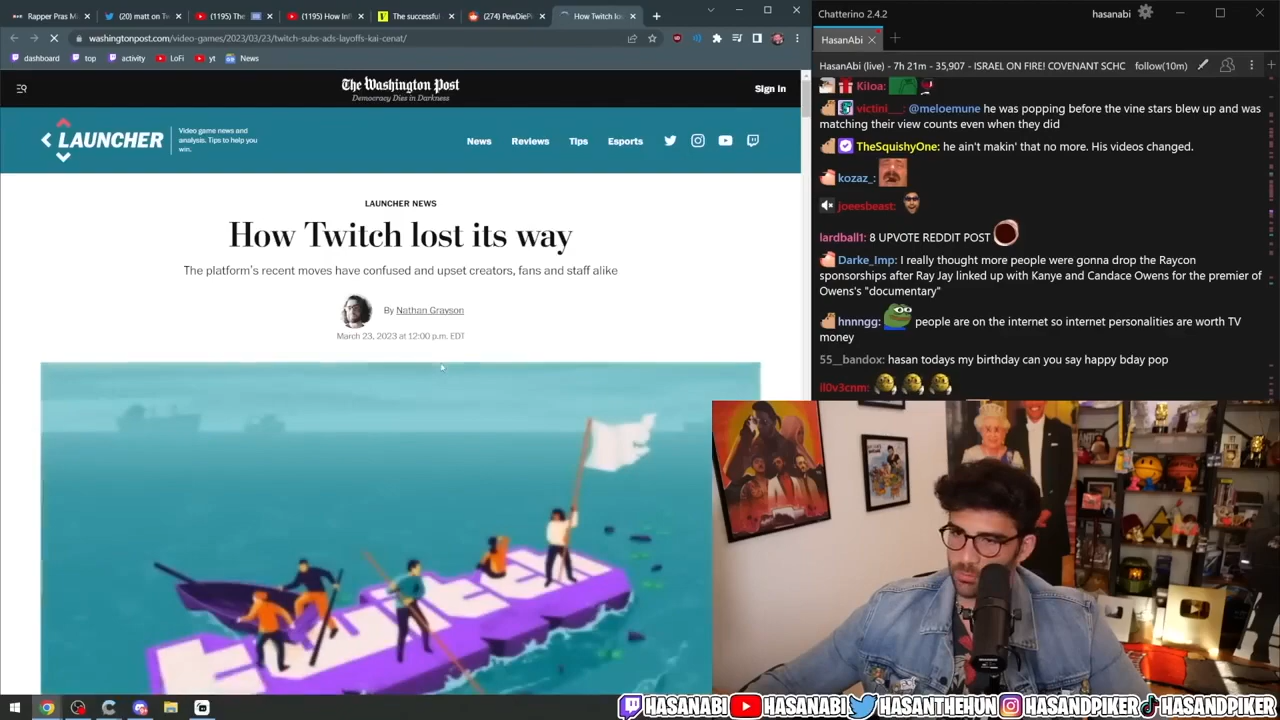 Rapper Pras M
(20) matt on Tw
(1195) The
(1195) How Inf
The successful
(274) PewDiePi
How Twitch los
washingtonpost.com/video-games/2023/03/23/twitch-subs-ads-layoffs-kai-cenat/
dashboard
top
activity
LoFi
yt
News
The Washington Post
Democracy Dies in Darkness
Sign in
LAUNCHER
Video game news and
analysis. Tips to help you
win.
News
Reviews
Tips
Esports
LAUNCHER NEWS
How Twitch lost its way
The platform's recent moves have confused and upset creators, fans and staff alike
By Nathan Grayson
March 23, 2023 at 12:00 p.m. EDT
Chatterino 2.4.2
hasanabi
HasanAbi
HasanAbi (live) - 7h 21m - 35,907 - ISRAEL ON FIRE! COVENANT SCHC
follow(10m)
Kiloa:
victini___: @meloemune he was popping before the vine stars blew up and was
matching their view counts even when they did
TheSquishyOne: he ain't makin' that no more. His videos changed.
kozaz_:
joeesbeast:
lardball1: 8 UPVOTE REDDIT POST
Darke_Imp: I really thought more people were gonna drop the Raycon
sponsorships after Ray Jay linked up with Kanye and Candace Owens for the premier of
Owens's "documentary"
hnnngg: people are on the internet so internet personalities are worth TV
money
55__bandox: hasan todays my birthday can you say happy bday pop
il0v3cnm:
HASANABI
HASANABI
HASANTHEHUN
HASANDPIKER
HASANDPIKER